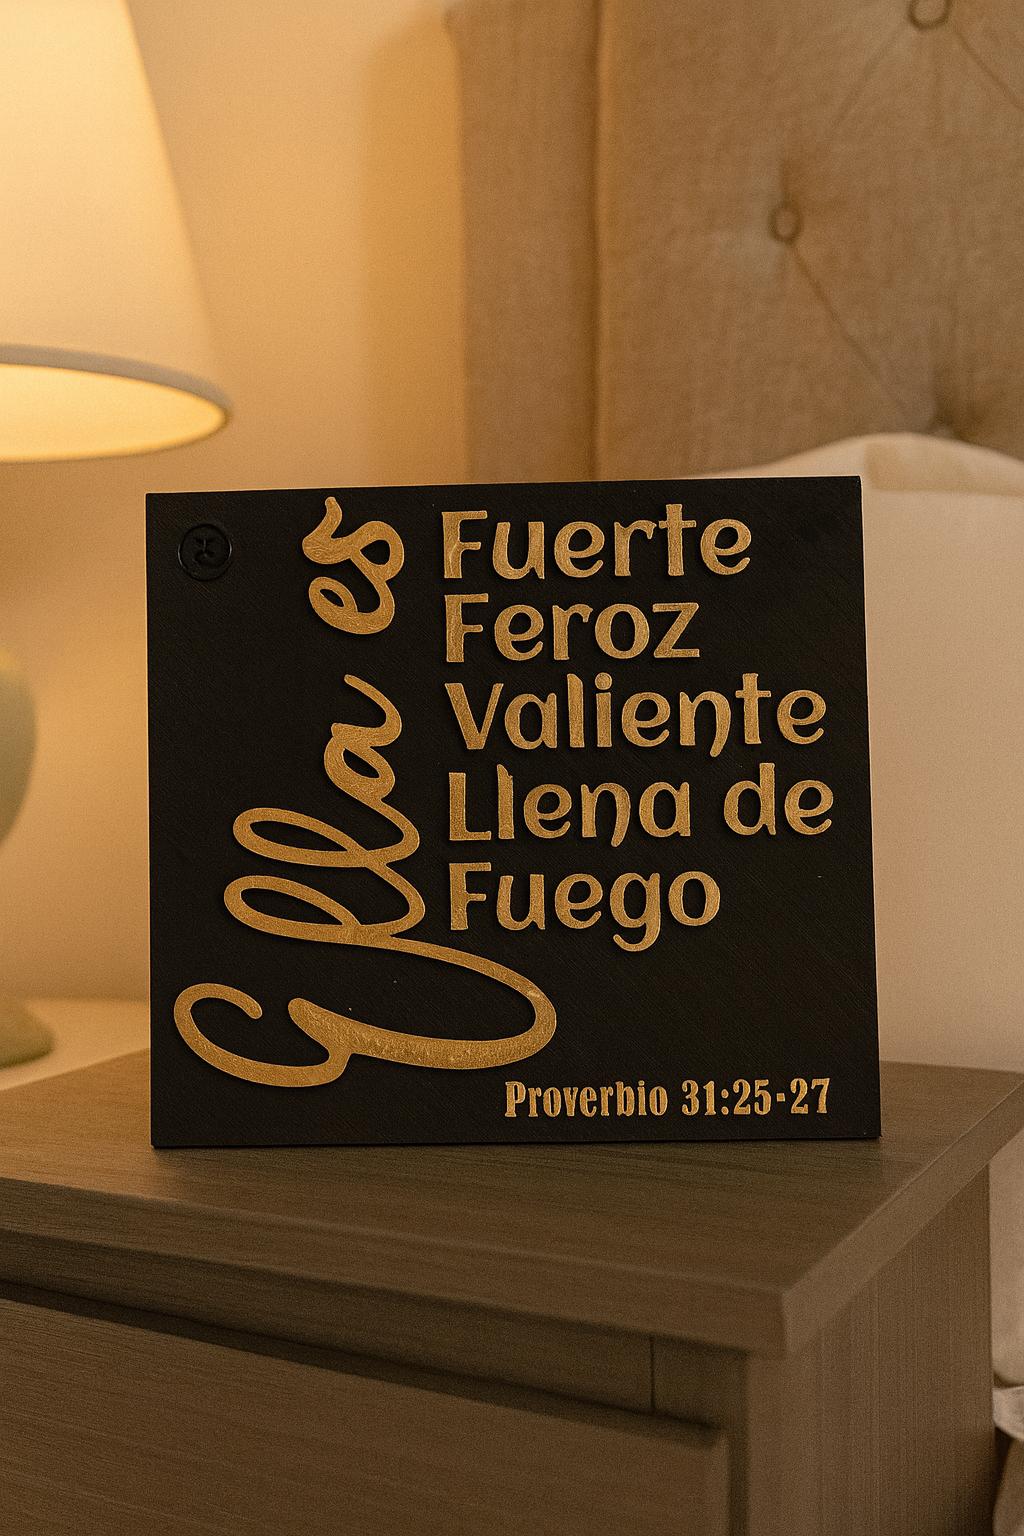 Ella es
Fuerte
Feroz
Valiente
Llena de
Fuego
Proverbio 31:25-27